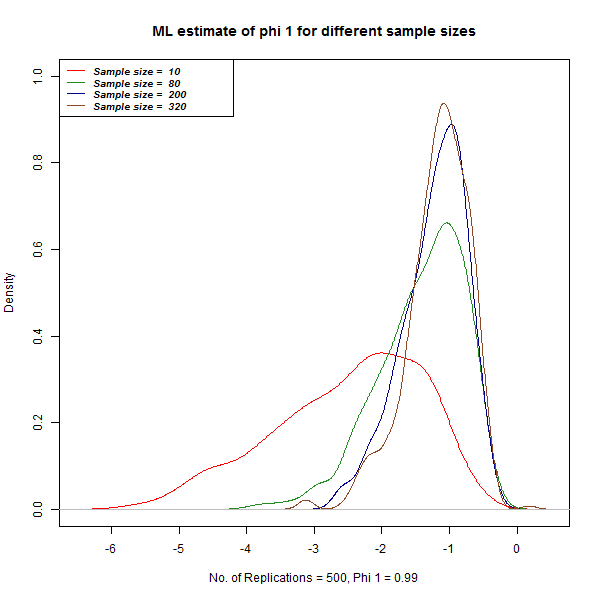 ML estimate of phi 1 for different sample sizes
Sample size = 10
Sample size = 80
Sample size = 200
Sample size = 320
Density
1.0
0.8
0.6
0.4
0.2
0.0
-6 -5 -4 -3 -2 -1 0
No. of Replications = 500, Phi 1 = 0.99